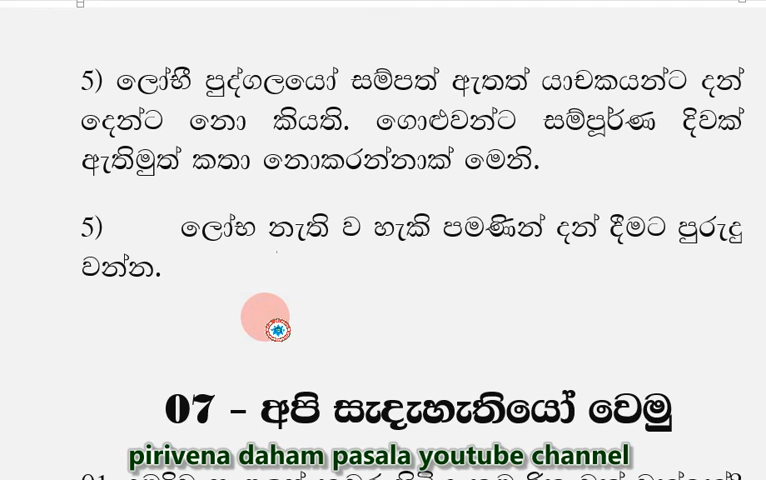 5) ලෝභී පුද්ගලයෝ සම්පත් ඇතත් යාචකයන්ට දන්
දෙන්ට නො කියති. ගොළුවන්ට සම්පූර්ණ දිවක්
ඇතිමුත් කතා නොකරන්නාක් මෙනි.
5) ලෝභ නැති ව හැකි පමණින් දන් දීමට පුරුදු
වන්න.
07 - අපි සැදැහැතියෝ වෙමු
pirivena daham pasala youtube channel